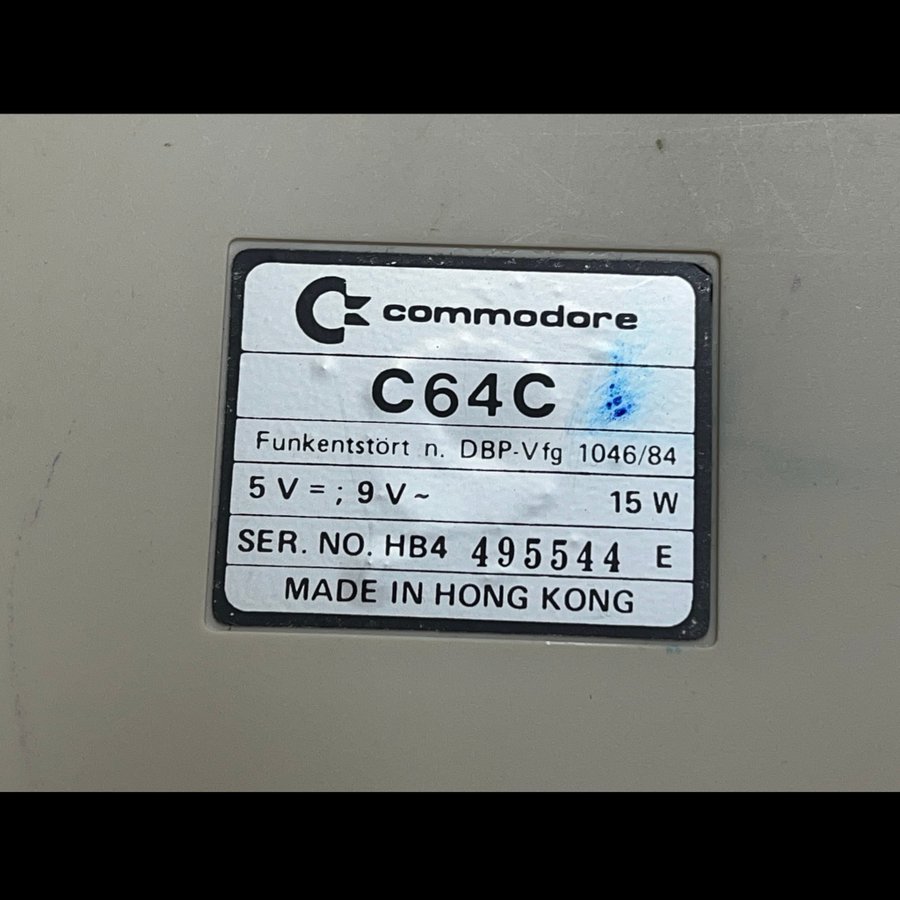 commodore
C64C
Funkentstört n. DBP-Vfg 1046/84
5 V = ; 9 V ~ 15 W
SER. NO. HB4 495544 E
MADE IN HONG KONG